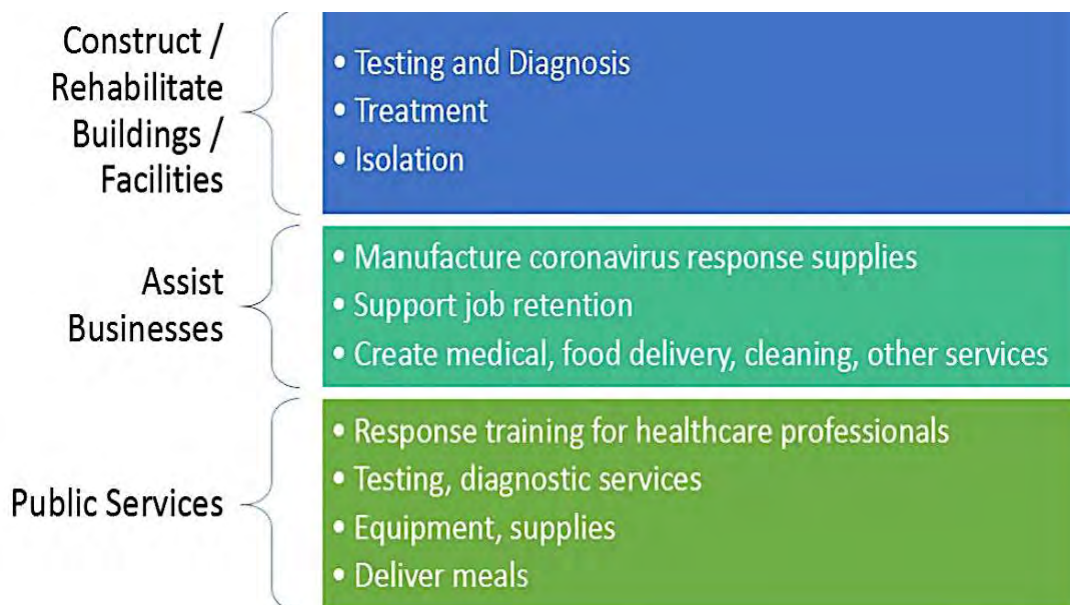 Construct /
Rehabilitate
Buildings /
Facilities
• Testing and Diagnosis
• Treatment
• Isolation
Assist
Businesses
• Manufacture coronavirus response supplies
• Support job retention
• Create medical, food delivery, cleaning, other services
Public Services
• Response training for healthcare professionals
• Testing, diagnostic services
• Equipment, supplies
• Deliver meals